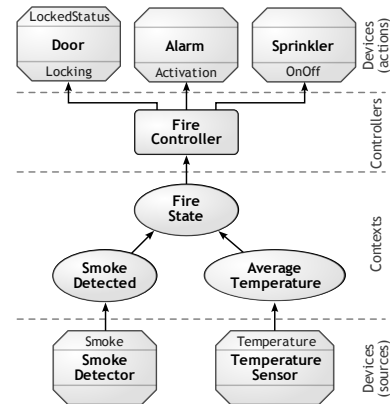 LockedStatus
Door
Locking
Alarm
Activation
Sprinkler
OnOff
Devices
(actions)
Fire
Controller
Controllers
Fire
State
Smoke
Detected
Average
Temperature
Contexts
Smoke
Smoke
Detector
Temperature
Temperature
Sensor
Devices
(sources)